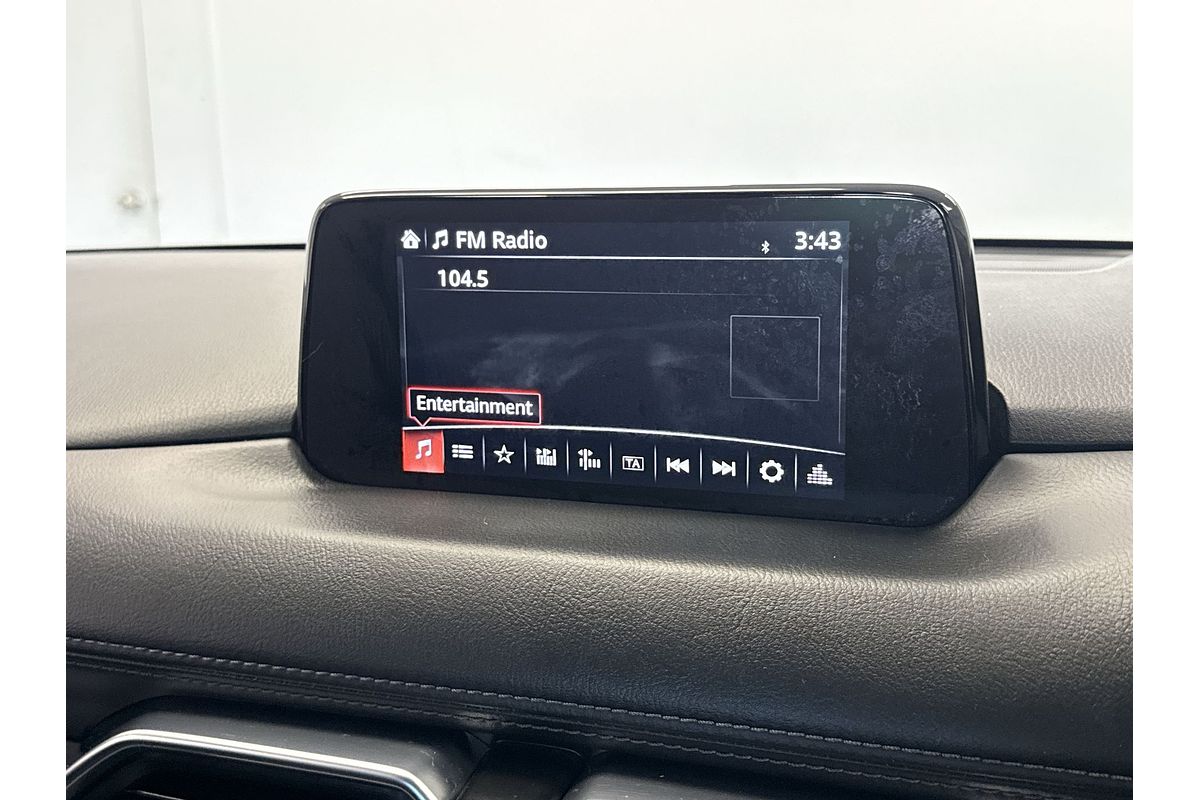 FM Radio 3:43
104.5
Entertainment
TA